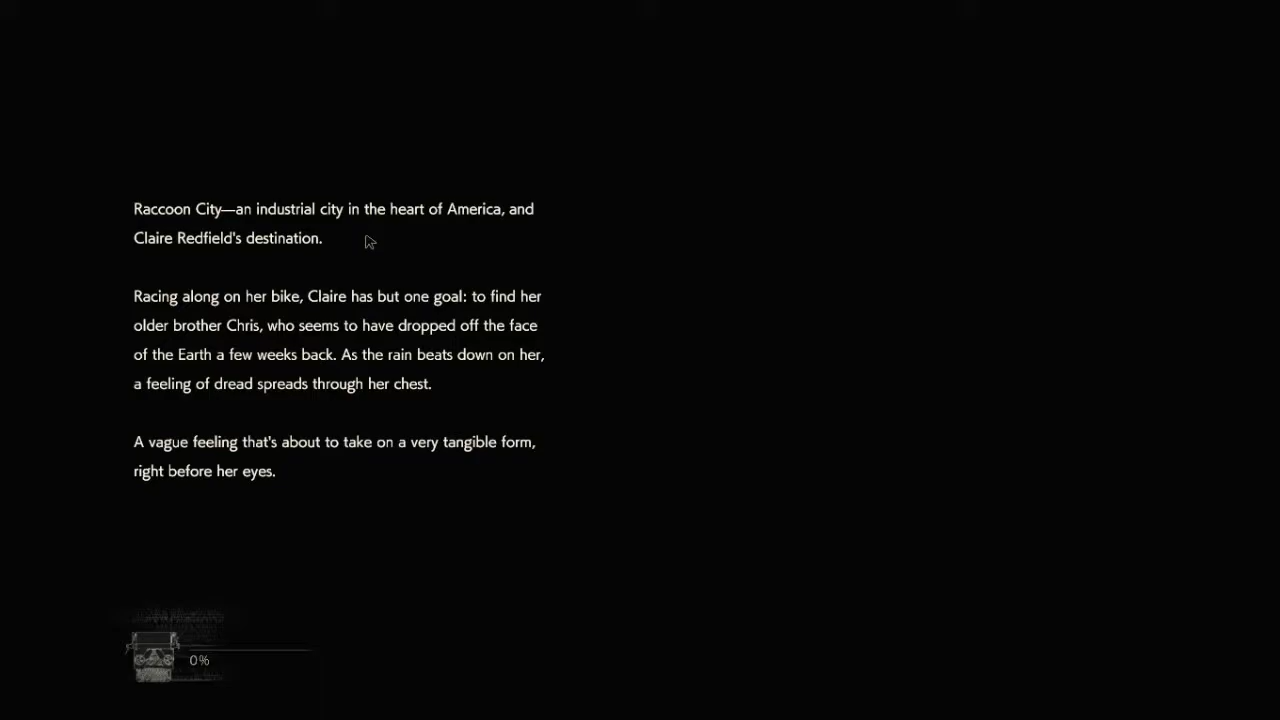 Raccoon City—an industrial city in the heart of America, and
Claire Redfield's destination.
Racing along on her bike, Claire has but one goal: to find her
older brother Chris, who seems to have dropped off the face
of the Earth a few weeks back. As the rain beats down on her,
a feeling of dread spreads through her chest.
A vague feeling that's about to take on a very tangible form,
right before her eyes.
0%